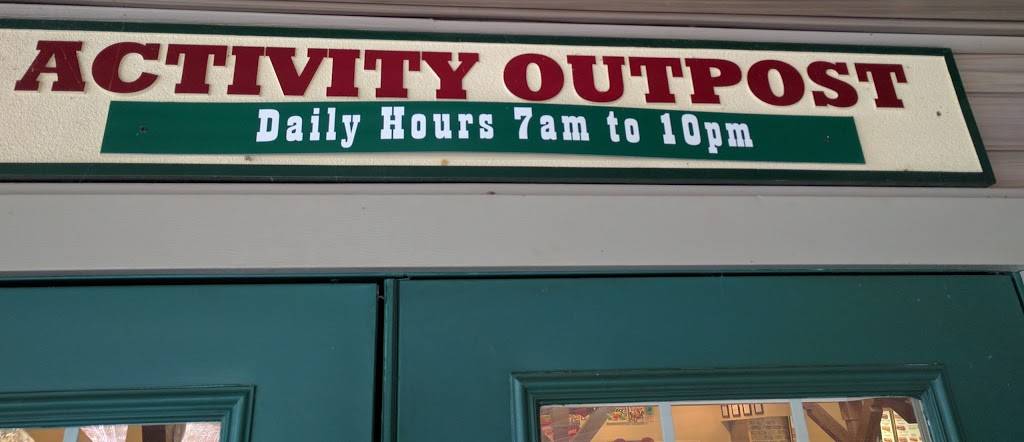 ACTIVITY OUTPOST
Daily Hours 7am to 10pm